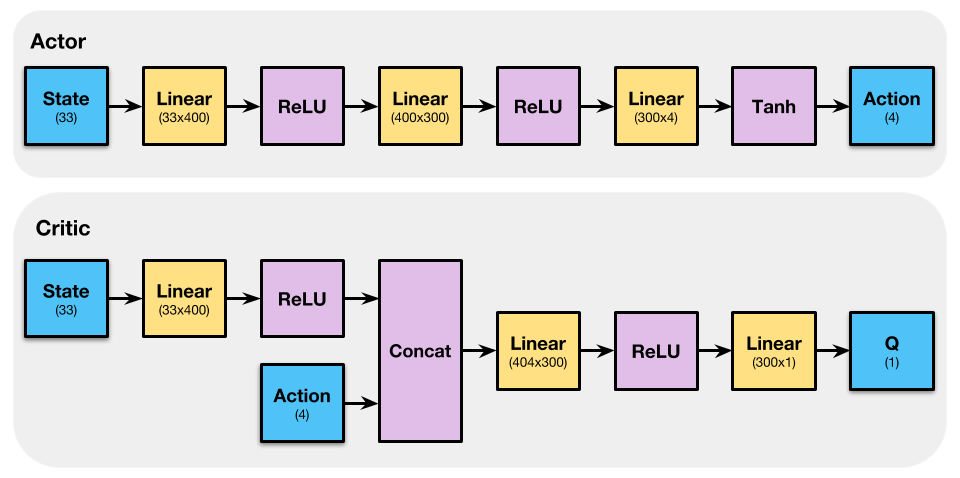 Actor
State
(33)
Linear
(33x400)
ReLU
Linear
(400x300)
ReLU
Linear
(300x4)
Tanh
Action
(4)
Critic
State
(33)
Linear
(33x400)
ReLU
Action
(4)
Concat
Linear
(404x300)
ReLU
Linear
(300x1)
Q
(1)